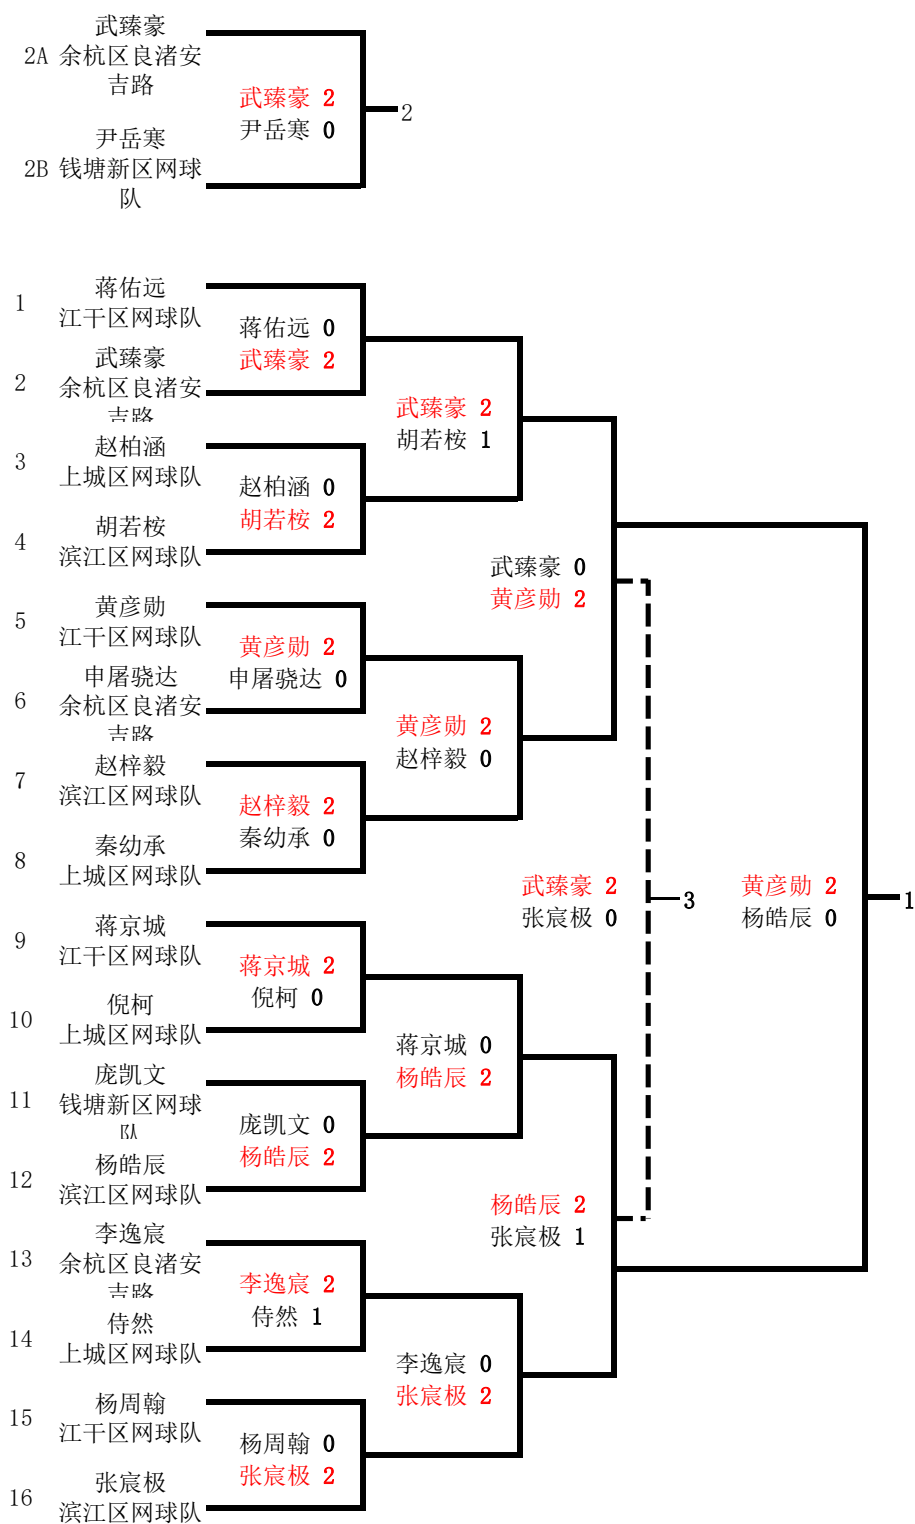 武臻豪
2A 余杭区良渚安
吉路
武臻豪 2
尹岳寒 0
2
尹岳寒
2B 钱塘新区网球
队
1
蒋佑远
江干区网球队
蒋佑远 0
武臻豪 2
2
武臻豪
余杭区良渚安
吉路
武臻豪 2
胡若桉 1
3
赵柏涵
上城区网球队
赵柏涵 0
胡若桉 2
4
胡若桉
滨江区网球队
武臻豪 0
黄彦勋 2
5
黄彦勋
江干区网球队
黄彦勋 2
申屠骁达 0
6
申屠骁达
余杭区良渚安
吉路
黄彦勋 2
赵梓毅 0
7
赵梓毅
滨江区网球队
赵梓毅 2
秦幼承 0
8
秦幼承
上城区网球队
武臻豪 2
张宸极 0
3
黄彦勋 2
杨皓辰 0
1
9
蒋京城
江干区网球队
蒋京城 2
倪柯 0
10
倪柯
上城区网球队
蒋京城 0
杨皓辰 2
11
庞凯文
钱塘新区网球
队
庞凯文 0
杨皓辰 2
12
杨皓辰
滨江区网球队
杨皓辰 2
张宸极 1
13
李逸宸
余杭区良渚安
吉路
李逸宸 2
侍然 1
14
侍然
上城区网球队
李逸宸 0
张宸极 2
15
杨周翰
江干区网球队
杨周翰 0
张宸极 2
16
张宸极
滨江区网球队